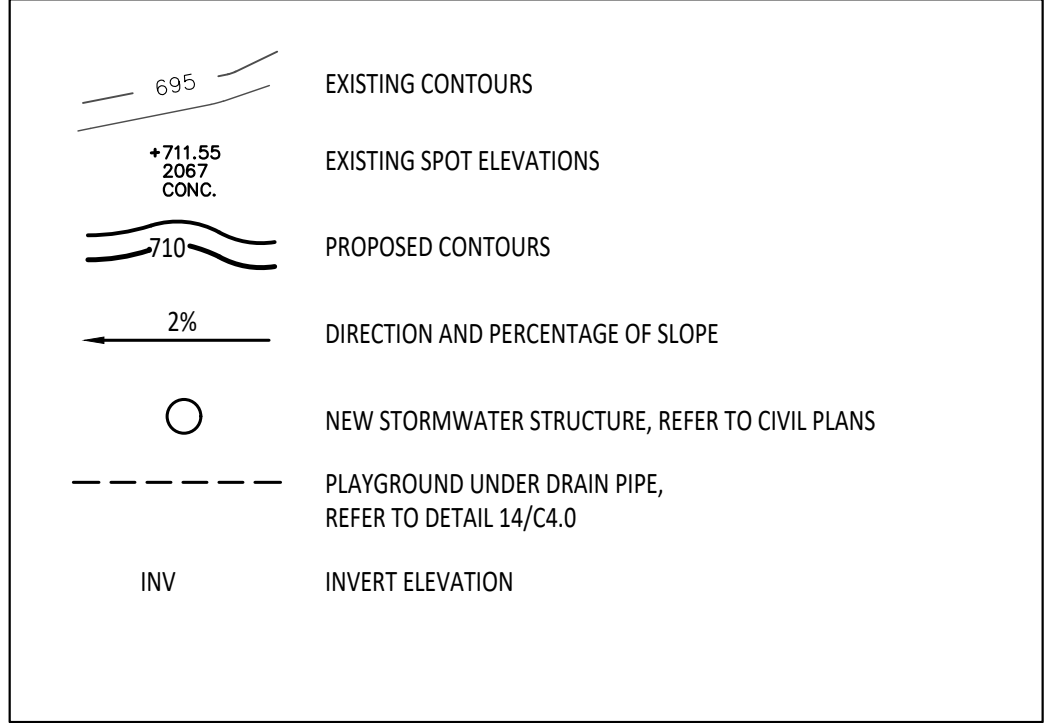 695 EXISTING CONTOURS
+711.55
2067
CONC.
EXISTING SPOT ELEVATIONS
710 PROPOSED CONTOURS
2%
DIRECTION AND PERCENTAGE OF SLOPE
NEW STORMWATER STRUCTURE, REFER TO CIVIL PLANS
PLAYGROUND UNDER DRAIN PIPE,
REFER TO DETAIL 14/C4.0
INV INVERT ELEVATION